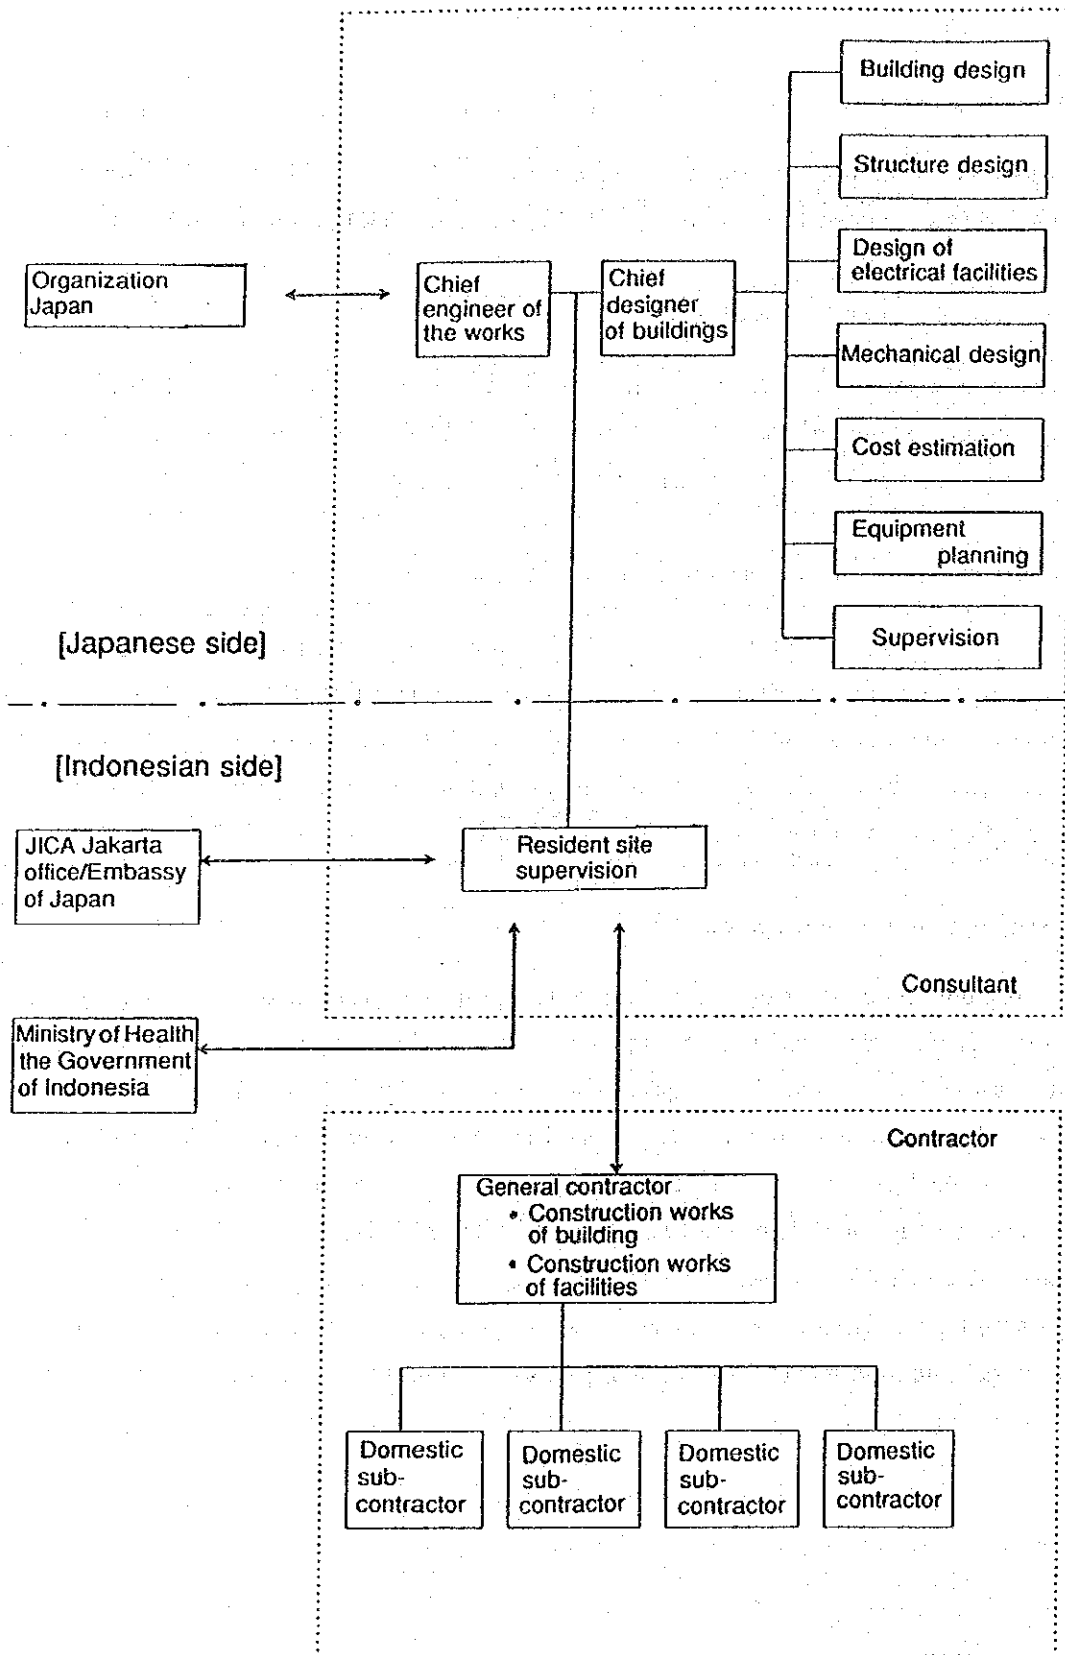 Building design
Structure design
Design of
electrical facilities
Organization
Japan
Chief
engineer of
the works
Chief
designer
of buildings
Mechanical design
Cost estimation
Equipment
planning
Supervision
[Japanese side]
[Indonesian side]
JICA Jakarta
office/Embassy
of Japan
Resident site
supervision
Consultant
Ministry of Health
the Government
of Indonesia
Contractor
General contractor
• Construction works
of building
• Construction works
of facilities
Domestic
sub-
contractor
Domestic
sub-
contractor
Domestic
sub-
contractor
Domestic
sub-
contractor